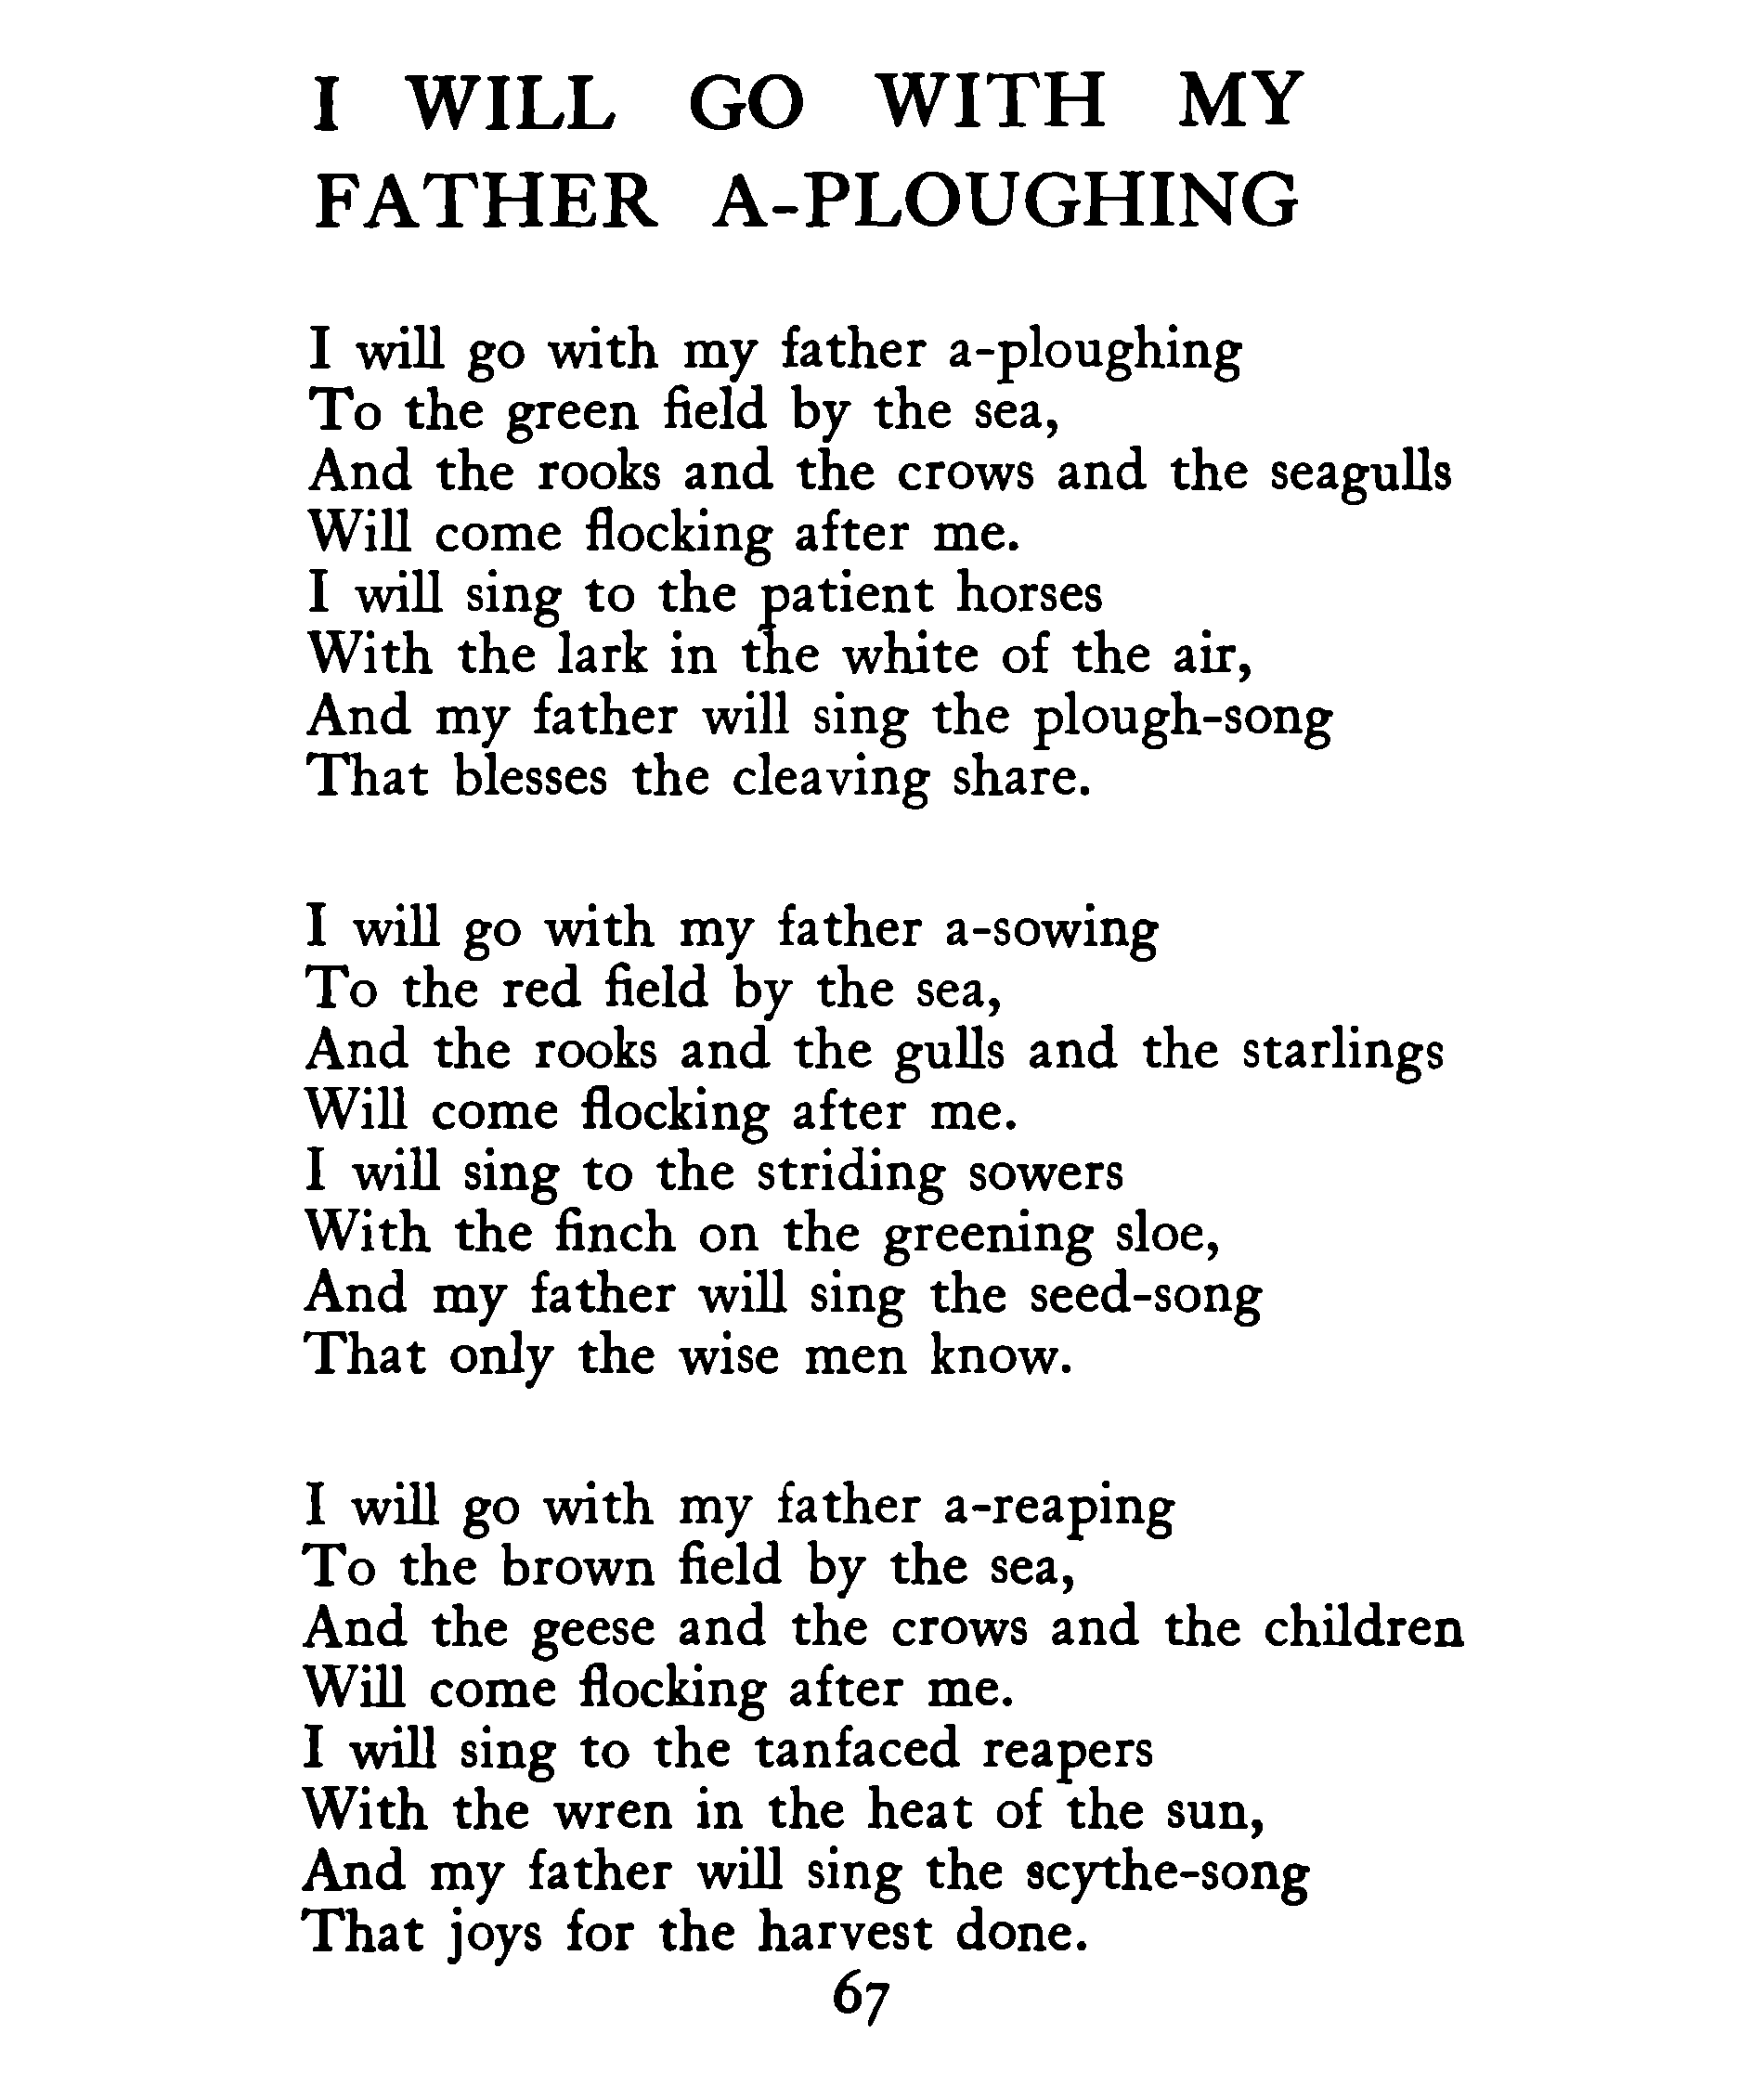 I WILL GO WITH MY
FATHER A-PLOUGHING
I will go with my father a-ploughing
To the green field by the sea,
And the rooks and the crows and the seagulls
Will come flocking after me.
I will sing to the patient horses
With the lark in the white of the air,
And my father will sing the plough-song
That blesses the cleaving share.
I will go with my father a-sowing
To the red field by the sea,
And the rooks and the gulls and the starlings
Will come flocking after me.
I will sing to the striding sowers
With the finch on the greening sloe,
And my father will sing the seed-song
That only the wise men know.
I will go with my father a-reaping
To the brown field by the sea,
And the geese and the crows and the children
Will come flocking after me.
I will sing to the tanfaced reapers
With the wren in the heat of the sun,
And my father will sing the scythe-song
That joys for the harvest done.
67